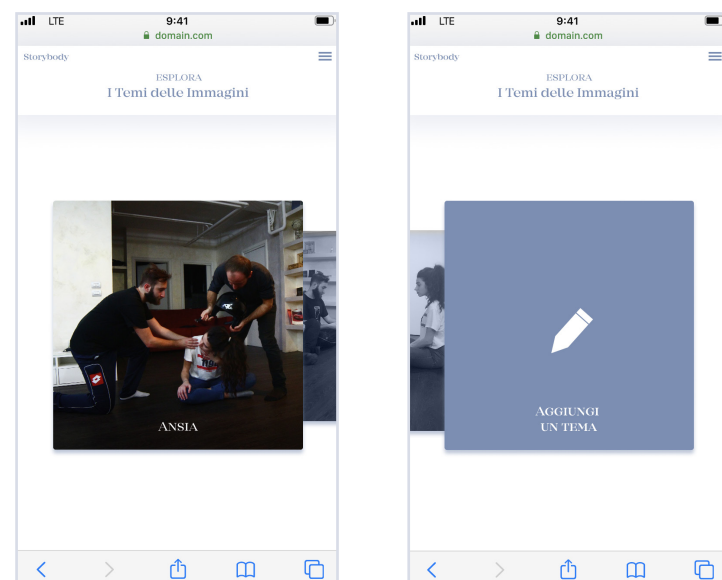 LTE
9:41
domain.com
Storybody
ESPLORA
I Temi delle Immagini
ANSIA
LTE
9:41
domain.com
Storybody
ESPLORA
I Temi delle Immagini
AGGIUNGI
UN TEMA